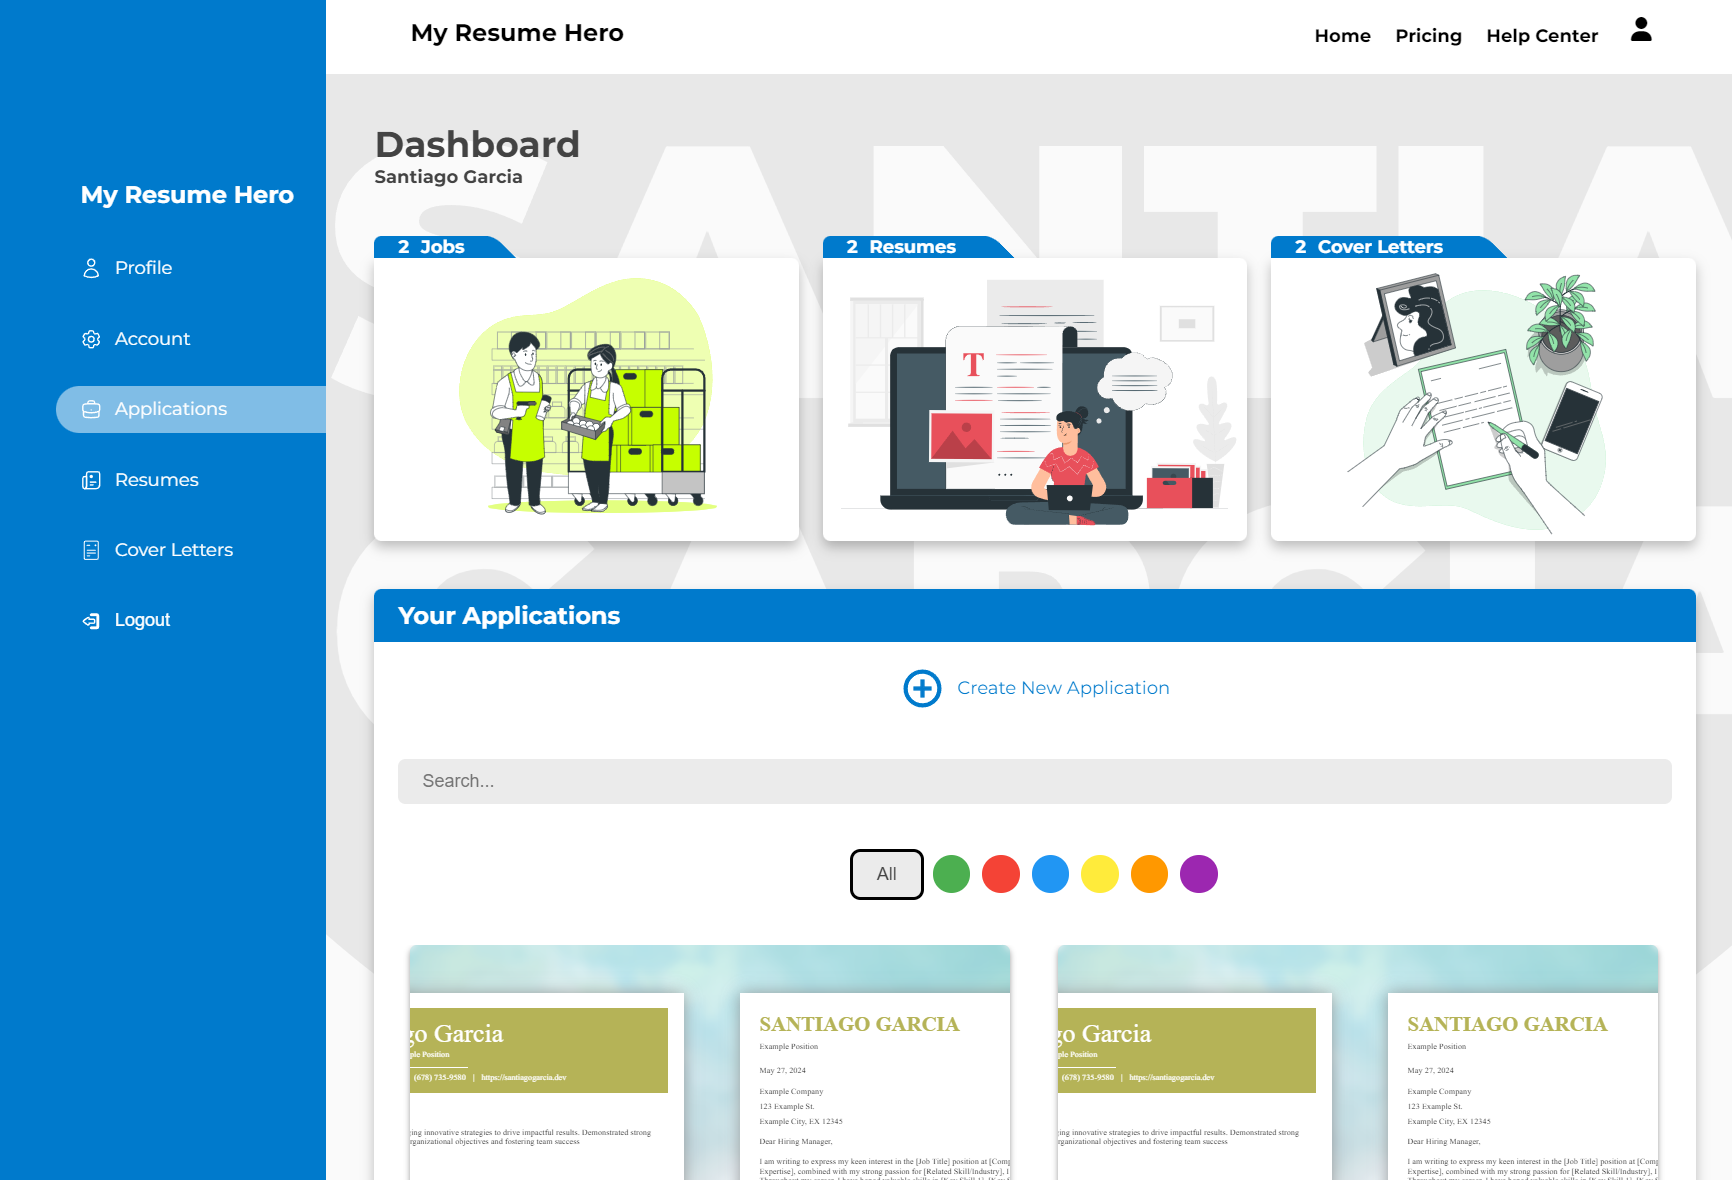 My Resume Hero
Home Pricing Help Center
My Resume Hero
Profile
Account
Applications
Resumes
Cover Letters
Logout
SANTIA
Dashboard
Santiago Garcia
2 Jobs
2 Resumes
T
2 Cover Letters
Your Applications
Create New Application
Search...
All
go Garcia
ple Position
(678) 735-9580 | https://santiagogarcia.dev
ing innovative strategies to drive impactful results. Demonstrated strong
rganizational objectives and fostering team success
SANTIAGO GARCIA
Example Position
May 27, 2024
Example Company
123 Example St.
Example City, EX 12345
Dear Hiring Manager,
I am writing to express my keen interest in the [Job Title] position at [Comp
Expertise], combined with my strong passion for [Related Skill/Industry], I
go Garcia
ple Position
(678) 735-9580 | https://santiagogarcia.dev
ing innovative strategies to drive impactful results. Demonstrated strong
rganizational objectives and fostering team success
SANTIAGO GARCIA
Example Position
May 27, 2024
Example Company
123 Example St.
Example City, EX 12345
Dear Hiring Manager,
I am writing to express my keen interest in the [Job Title] position at [Comp
Expertise], combined with my strong passion for [Related Skill/Industry], I